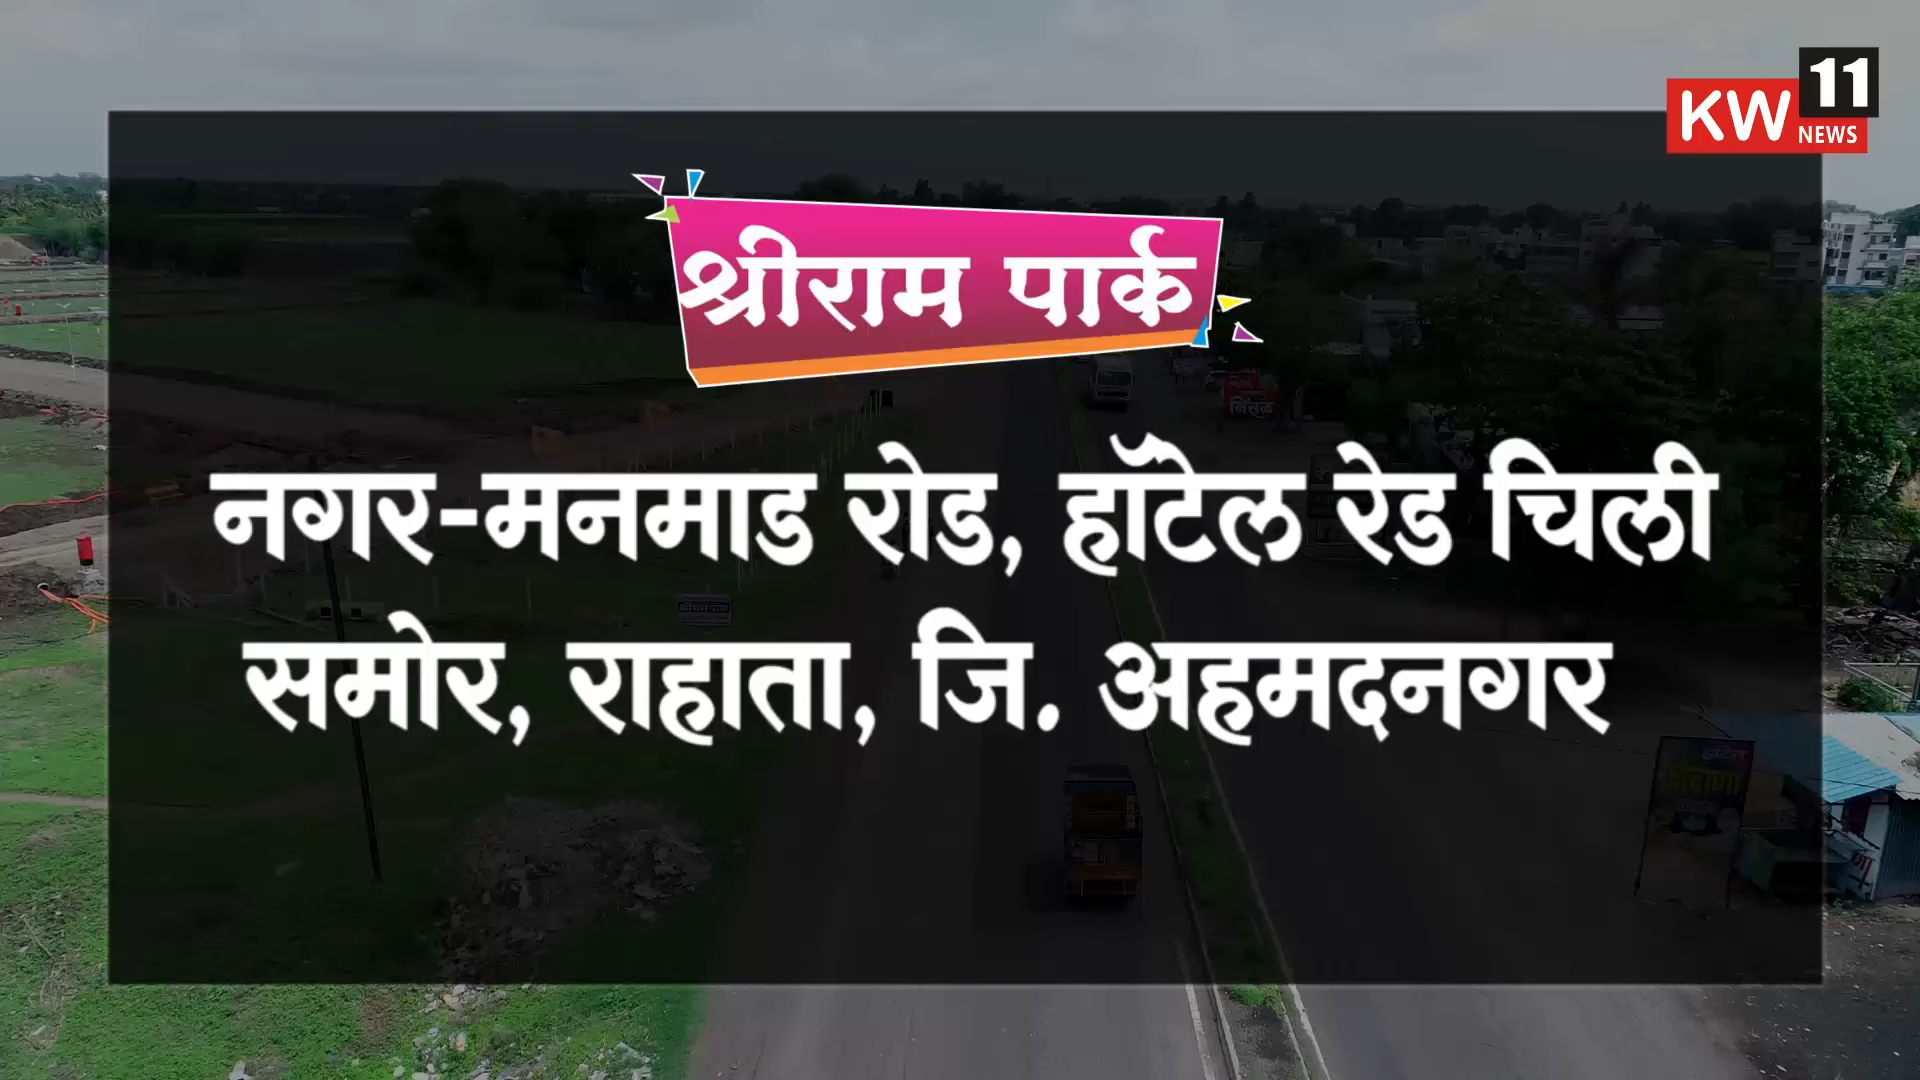 KW 11
NEWS
श्रीराम पार्क
नगर-मनमाड रोड, हॉटेल रेड चिली
समोर, राहाता, जि. अहमदनगर
श्रीराम पार्क
हॉटेल